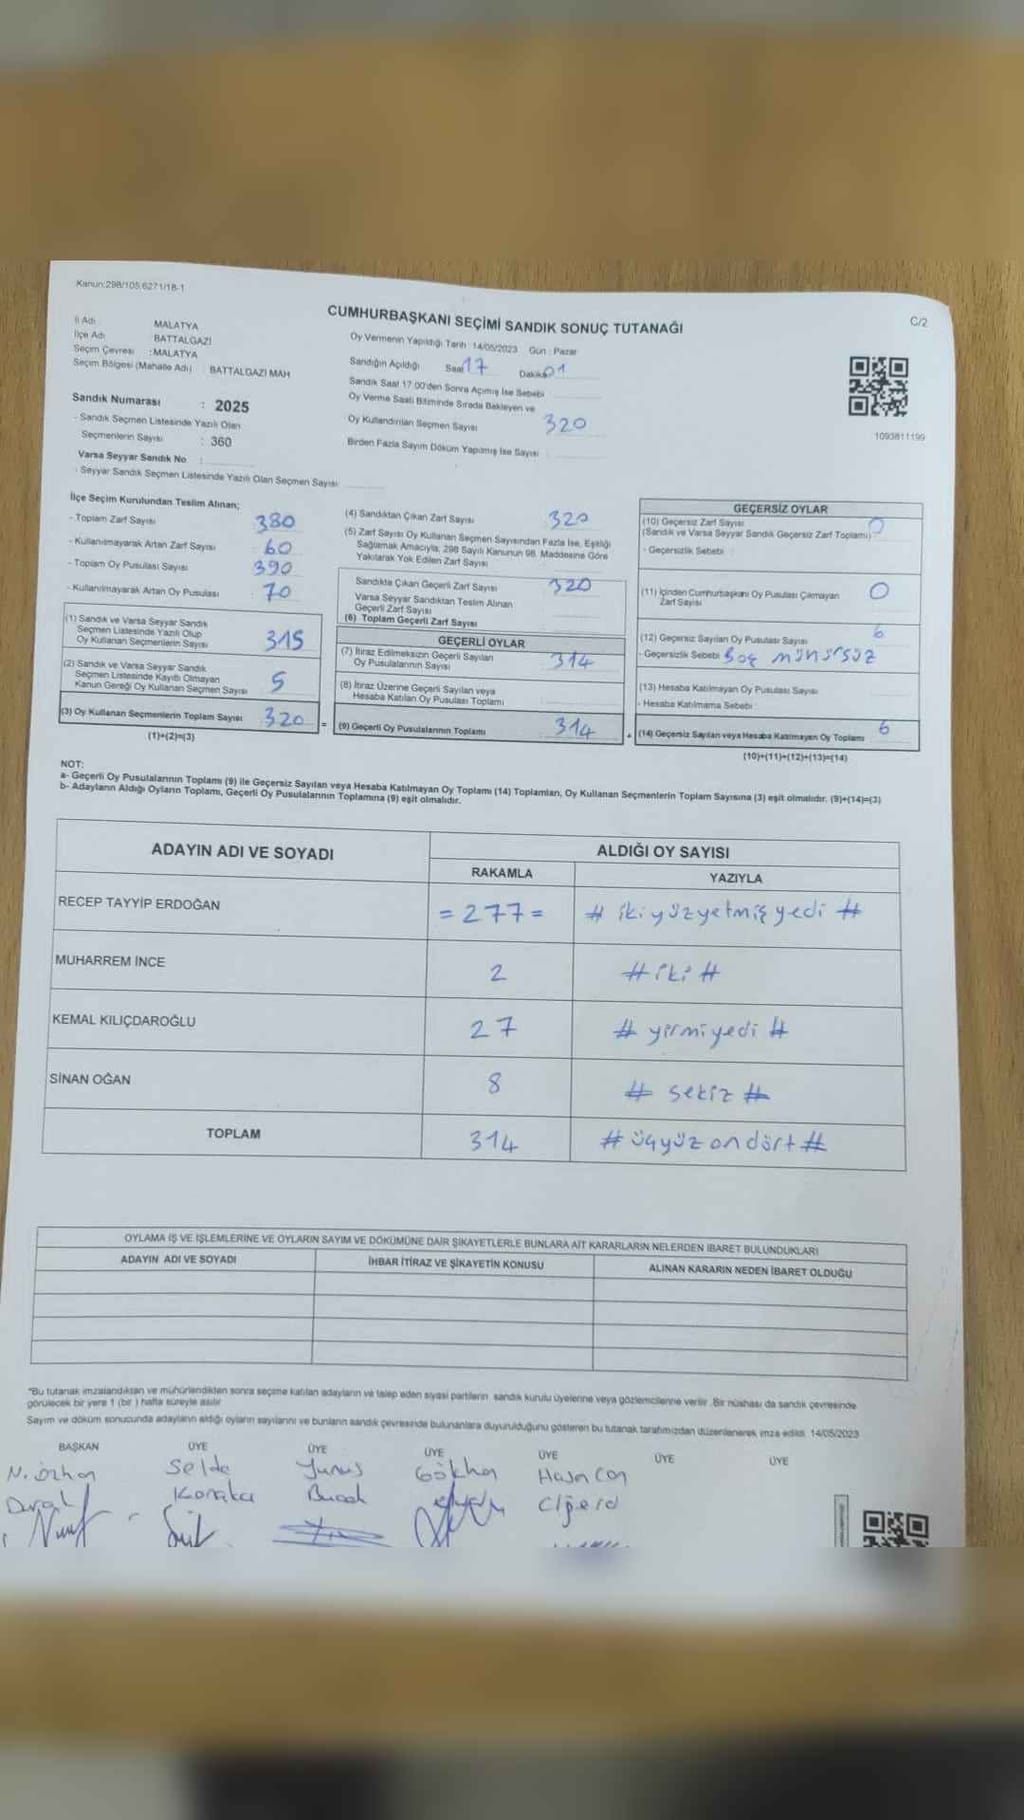 Kanun:298/105;6271/18-1
C/2
CUMHURBAŞKANI SEÇİMİ SANDIK SONUÇ TUTANAĞI
İl Adı MALATYA
İlçe Adı BATTALGAZİ
Seçim Çevresi : MALATYA
Seçim Bölgesi (Mahalle Adı) BATTALGAZİ MAH
Sandık Numarası : 2025
- Sandık Seçmen Listesinde Yazılı Olan
Seçmenlerin Sayısı : 360
Varsa Seyyar Sandık No :
- Seyyar Sandık Seçmen Listesinde Yazılı Olan Seçmen Sayısı
Oy Vermenin Yapıldığı Tarih : 14/05/2023 Gün : Pazar
Sandığın Açıldığı Saat 17 Dakika 01
Sandık Saat 17:00'den Sonra Açılmış İse Sebebi
Oy Verme Saati Bitiminde Sırada Bekleyen ve
Oy Kullandırılan Seçmen Sayısı 320
Birden Fazla Sayım Döküm Yapılmış İse Sayısı
1093811199
İlçe Seçim Kurulundan Teslim Alınan;
- Toplam Zarf Sayısı 380
- Kullanılmayarak Artan Zarf Sayısı 60
- Toplam Oy Pusulası Sayısı 390
- Kullanılmayarak Artan Oy Pusulası 70
(1) Sandık ve Varsa Seyyar Sandık
Seçmen Listesinde Yazılı Olup
Oy Kullanan Seçmenlerin Sayısı 315
(2) Sandık ve Varsa Seyyar Sandık
Seçmen Listesinde Kayıtlı Olmayan
Kanun Gereği Oy Kullanan Seçmen Sayısı 5
(3) Oy Kullanan Seçmenlerin Toplam Sayısı 320 =
(1)+(2)=(3)
(4) Sandıktan Çıkan Zarf Sayısı 320
(5) Zarf Sayısı Oy Kullanan Seçmen Sayısından Fazla İse, Eşitliği
Sağlamak Amacıyla, 298 Sayılı Kanunun 98. Maddesine Göre
Yakılarak Yok Edilen Zarf Sayısı
Sandıkta Çıkan Geçerli Zarf Sayısı 320
Varsa Seyyar Sandıktan Teslim Alınan
Geçerli Zarf Sayısı
(6) Toplam Geçerli Zarf Sayısı
GEÇERLİ OYLAR
(7) İtiraz Edilmeksizin Geçerli Sayılan
Oy Pusulalarının Sayısı 314
(8) İtiraz Üzerine Geçerli Sayılan veya
Hesaba Katılan Oy Pusulası Toplamı
(9) Geçerli Oy Pusulalarının Toplamı 314 +
GEÇERSİZ OYLAR
(10) Geçersiz Zarf Sayısı 0
(Sandık ve Varsa Seyyar Sandık Geçersiz Zarf Toplamı)
- Geçersizlik Sebebi :
(11) İçinden Cumhurbaşkanı Oy Pusulası Çıkmayan
Zarf Sayısı 0
(12) Geçersiz Sayılan Oy Pusulası Sayısı 6
- Geçersizlik Sebebi Boş mühürsüz
(13) Hesaba Katılmayan Oy Pusulası Sayısı
- Hesaba Katılmama Sebebi :
(14) Geçersiz Sayılan veya Hesaba Katılmayan Oy Toplamı 6
(10)+(11)+(12)+(13)=(14)
NOT:
a- Geçerli Oy Pusulalarının Toplamı (9) ile Geçersiz Sayılan veya Hesaba Katılmayan Oy Toplamı (14) Toplamları, Oy Kullanan Seçmenlerin Toplam Sayısına (3) eşit olmalıdır. (9)+(14)=(3)
b- Adayların Aldığı Oyların Toplamı, Geçerli Oy Pusulalarının Toplamına (9) eşit olmalıdır.
ADAYIN ADI VE SOYADI ALDIĞI OY SAYISI
RAKAMLA YAZIYLA
RECEP TAYYİP ERDOĞAN = 277 = # ikiyüzyetmişyedi #
MUHARREM İNCE 2 # iki #
KEMAL KILIÇDAROĞLU 27 # yirmiyedi #
SİNAN OĞAN 8 # sekiz #
TOPLAM 314 # üçyüz on dört #
OYLAMA İŞ VE İŞLEMLERİNE VE OYLARIN SAYIM VE DÖKÜMÜNE DAİR ŞİKAYETLERLE BUNLARA AİT KARARLARIN NELERDEN İBARET BULUNDUKLARI
ADAYIN ADI VE SOYADI İHBAR İTİRAZ VE ŞİKAYETİN KONUSU ALINAN KARARIN NEDEN İBARET OLDUĞU
*Bu tutanak imzalandıktan ve mühürlendikten sonra seçime katılan adayların ve talep eden siyasi partilerin sandık kurulu üyelerine veya gözlemcilerine verilir. Bir nüshası da sandık çevresinde
görülecek bir yere 1 (bir) hafta süreyle asılır
Sayım ve döküm sonucunda adayların aldığı oyların sayılarını ve bunların sandık çevresinde bulunanlara duyurulduğunu gösteren bu tutanak tarafımızdan düzenlenerek imza edildi. 14/05/2023
BAŞKAN ÜYE ÜYE ÜYE ÜYE ÜYE ÜYE
N. Selda Yunus Gökhan Hasan Can